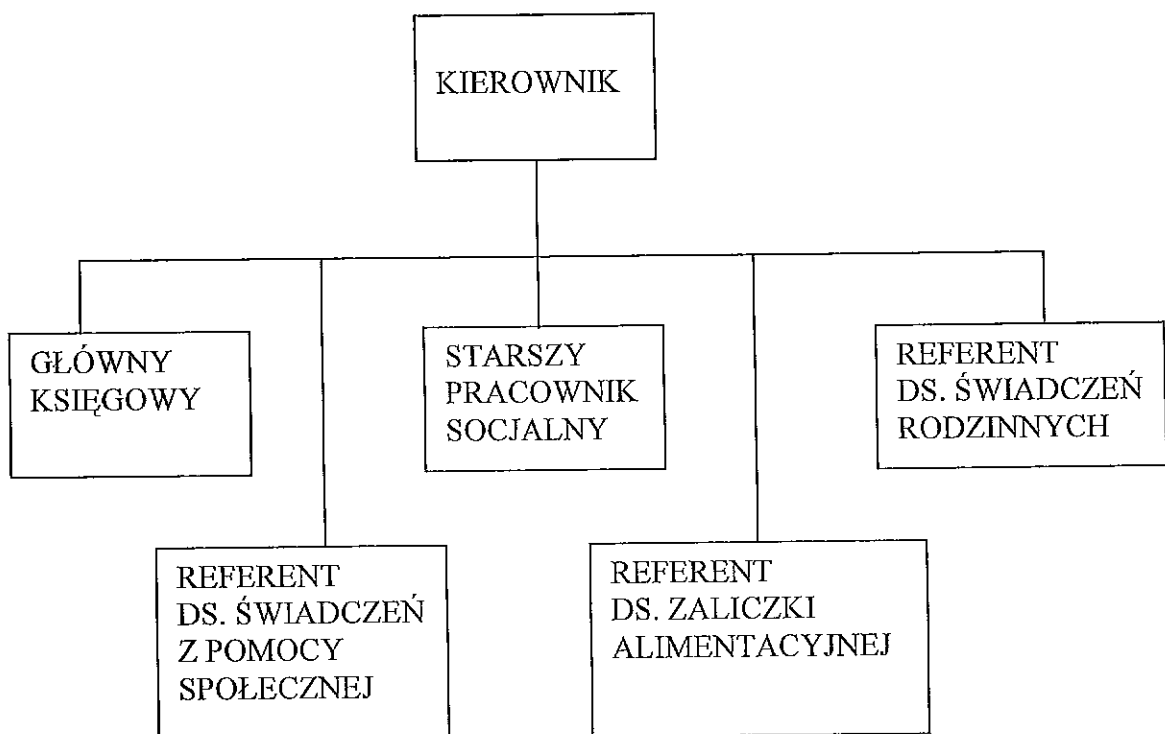 KIEROWNIK
GŁÓWNY
KSIĘGOWY
STARSZY
PRACOWNIK
SOCJALNY
REFERENT
DS. ŚWIADCZEŃ
RODZINNYCH
REFERENT
DS. ŚWIADCZEŃ
Z POMOCY
SPOŁECZNEJ
REFERENT
DS. ZALICZKI
ALIMENTACYJNEJ